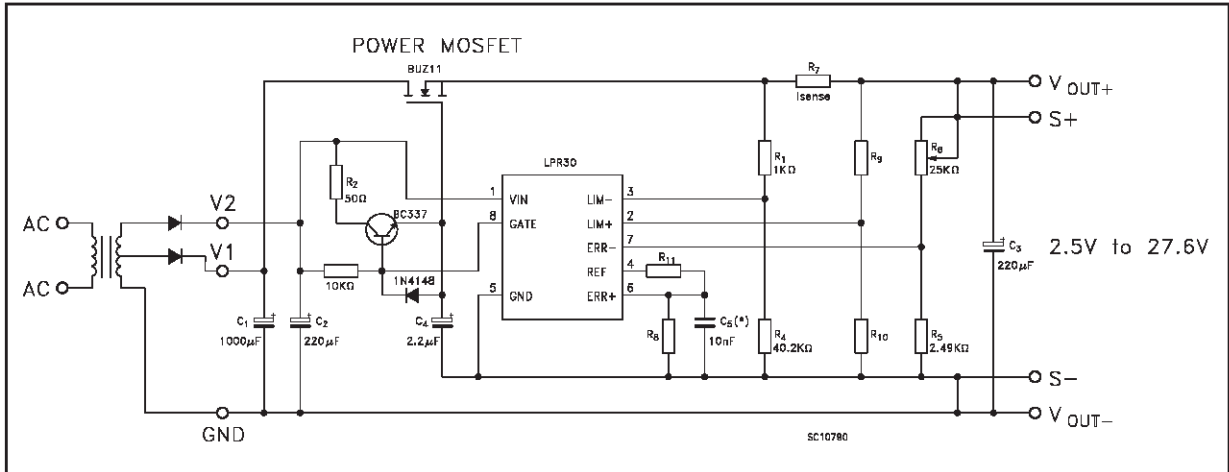 POWER MOSFET
BUZ11
R7
Isense
VOUT+
S+
LPR30
R2
50Ω
BC337
R1
1KΩ
R9
R6
25KΩ
1
VIN
LIM-
3
8
GATE
LIM+
2
ERR-
7
REF
4
R11
5
GND
ERR+
6
AC
V2
V1
AC
10KΩ
1N4148
C3
220µF
2.5V to 27.6V
C1
1000µF
C2
220µF
C4
2.2µF
R8
C5(*)
10nF
R4
40.2KΩ
R10
R5
2.49KΩ
S-
GND
VOUT-
SC10780